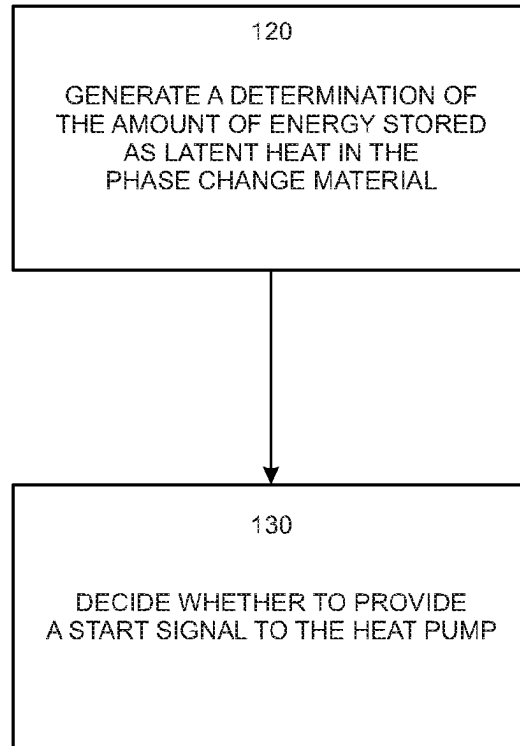 120
GENERATE A DETERMINATION OF
THE AMOUNT OF ENERGY STORED
AS LATENT HEAT IN THE
PHASE CHANGE MATERIAL
130
DECIDE WHETHER TO PROVIDE
A START SIGNAL TO THE HEAT PUMP